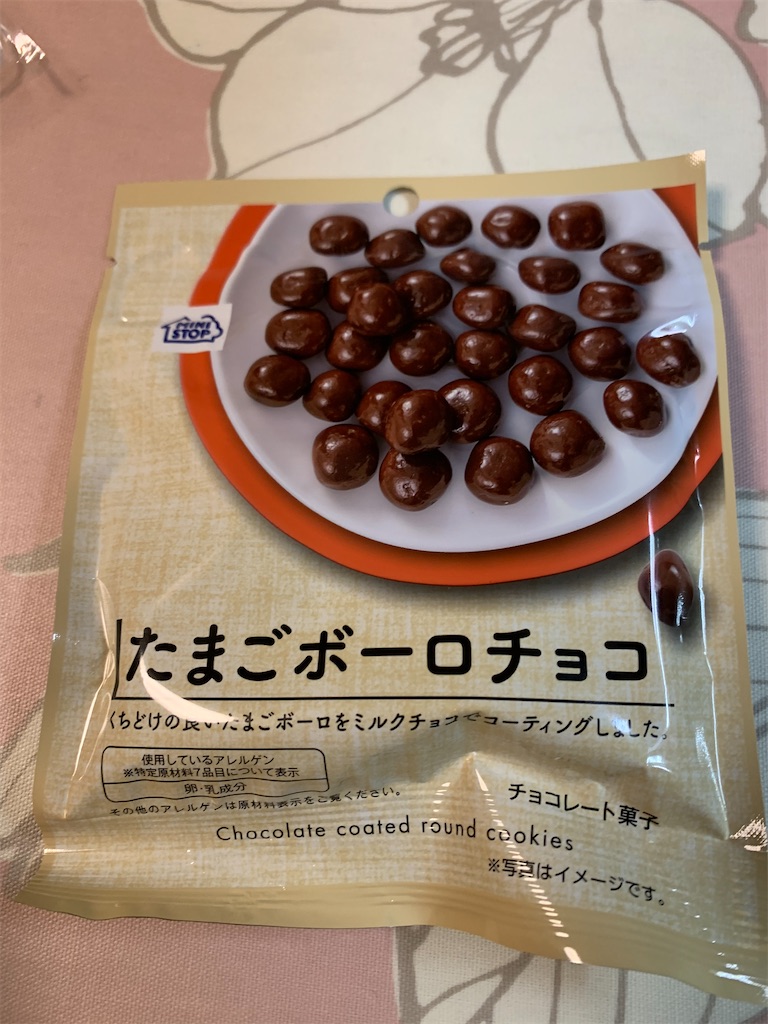 MINI
STOP
たまごボーロチョコ
くちどけの良いたまごボーロをミルクチョコでコーティングしました。
使用しているアレルゲン
※特定原材料7品目について表示
卵・乳成分
その他のアレルゲンは原材料表示をご覧ください。
チョコレート菓子
Chocolate coated round cookies
※写真はイメージです。